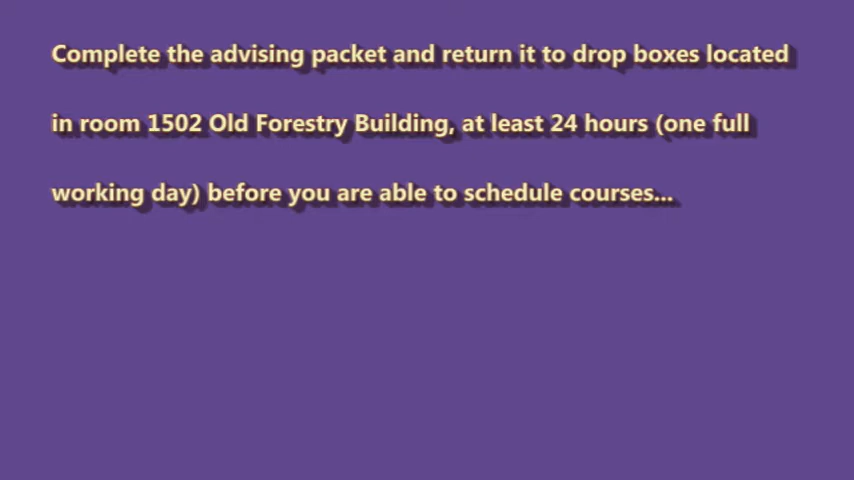 Complete the advising packet and return it to drop boxes located
in room 1502 Old Forestry Building, at least 24 hours (one full
working day) before you are able to schedule courses...